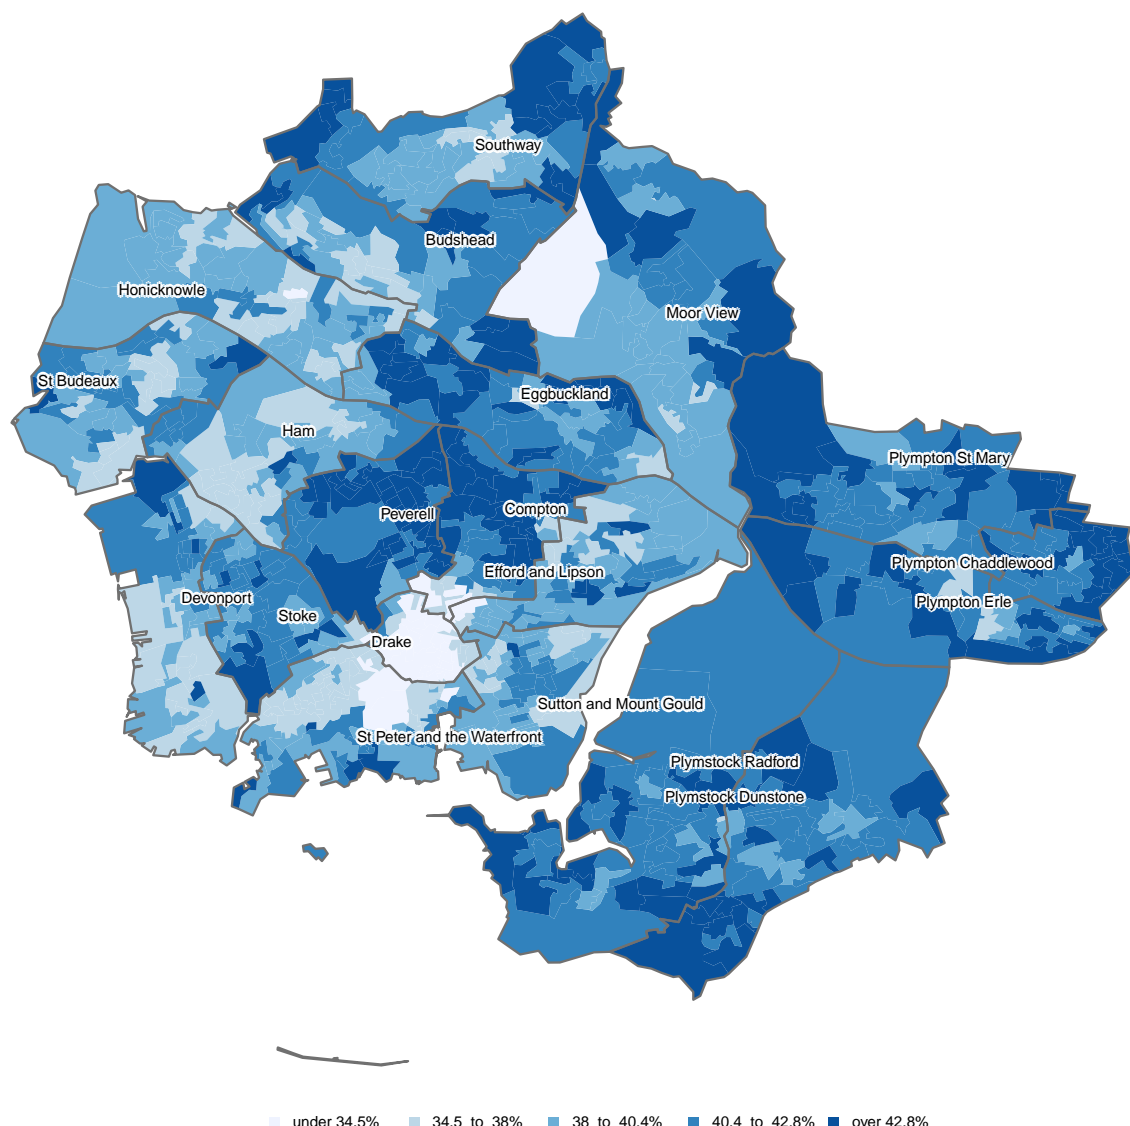 Southway
Budshead
Honicknowle
Moor View
St Budeaux
Eggbuckland
Ham
Plympton St Mary
Peverell
Compton
Plympton Chaddlewood
Efford and Lipson
Devonport
Plympton Erle
Stoke
Drake
Sutton and Mount Gould
St Peter and the Waterfront
Plymstock Radford
Plymstock Dunstone
under 34.5% 34.5 to 38% 38 to 40.4% 40.4 to 42.8% over 42.8%